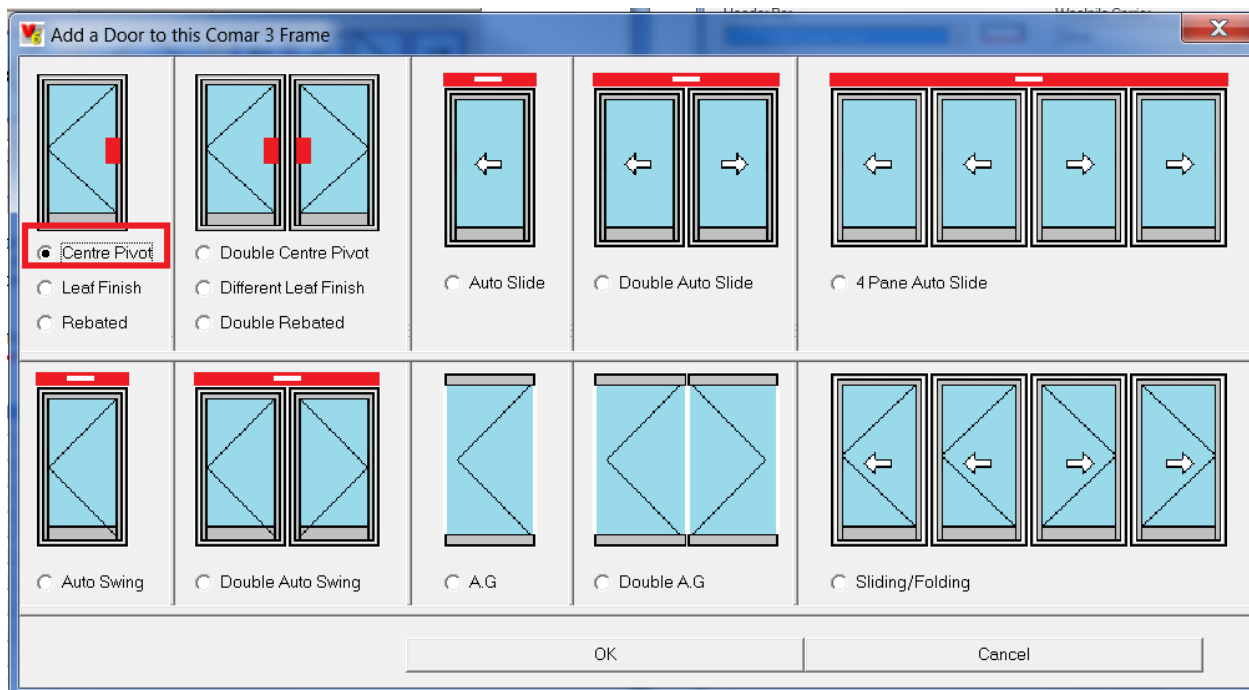 Add a Door to this Comar 3 Frame
X
Centre Pivot
Leaf Finish
Rebated
Double Centre Pivot
Different Leaf Finish
Double Rebated
Auto Slide
Double Auto Slide
4 Pane Auto Slide
Auto Swing
Double Auto Swing
A.G
Double A.G
Sliding/Folding
OK
Cancel